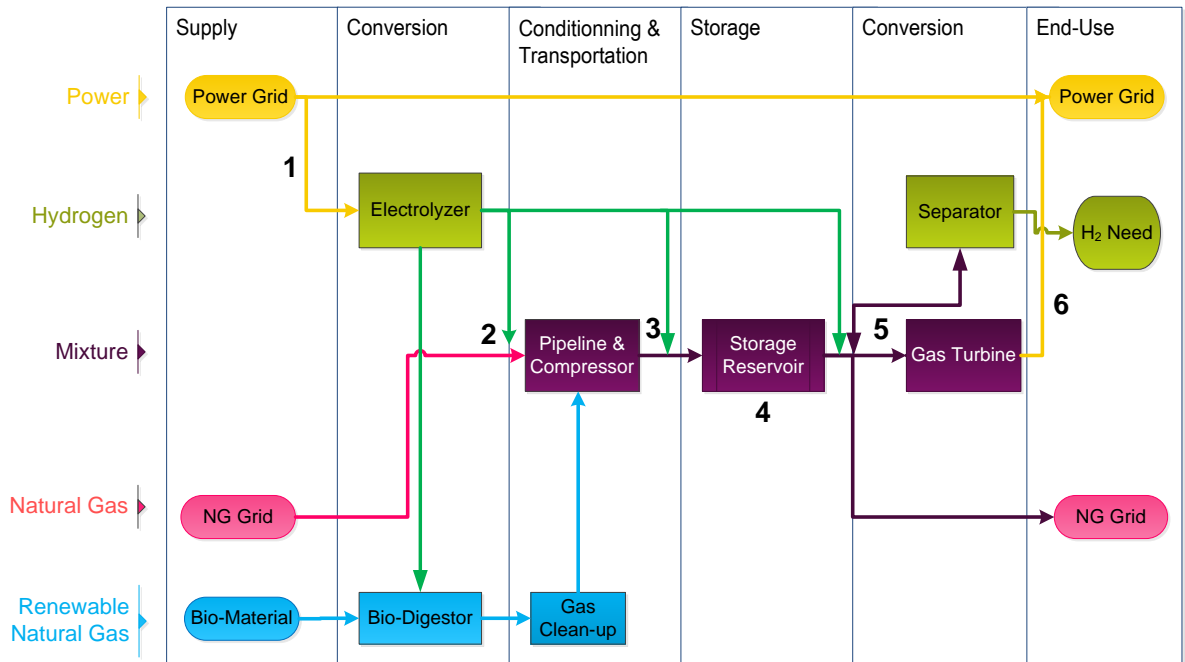 Supply
Conversion
Conditionning &
Transportation
Storage
Conversion
End-Use
Power
Power Grid
Power Grid
1
Hydrogen
Electrolyzer
Separator
H₂ Need
6
Mixture
2
Pipeline &
Compressor
3
Storage
Reservoir
4
5
Gas Turbine
Natural Gas
NG Grid
NG Grid
Renewable
Natural Gas
Bio-Material
Bio-Digestor
Gas
Clean-up